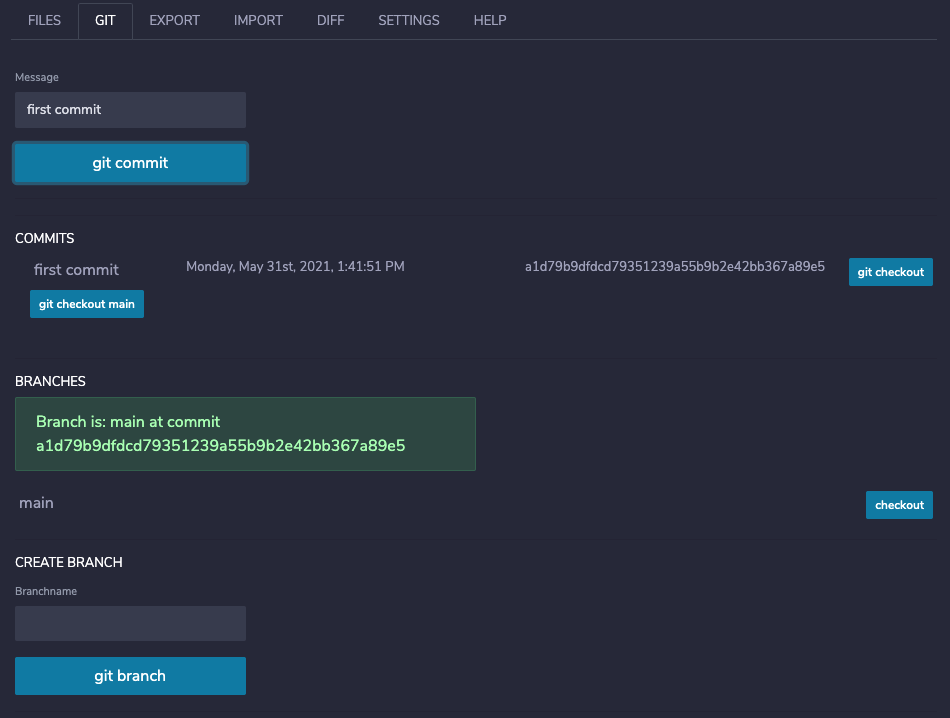 FILES GIT EXPORT IMPORT DIFF SETTINGS HELP
Message
first commit
git commit
COMMITS
first commit Monday, May 31st, 2021, 1:41:51 PM a1d79b9dfdcd79351239a55b9b2e42bb367a89e5 git checkout
git checkout main
BRANCHES
Branch is: main at commit
a1d79b9dfdcd79351239a55b9b2e42bb367a89e5
main checkout
CREATE BRANCH
Branchname
git branch